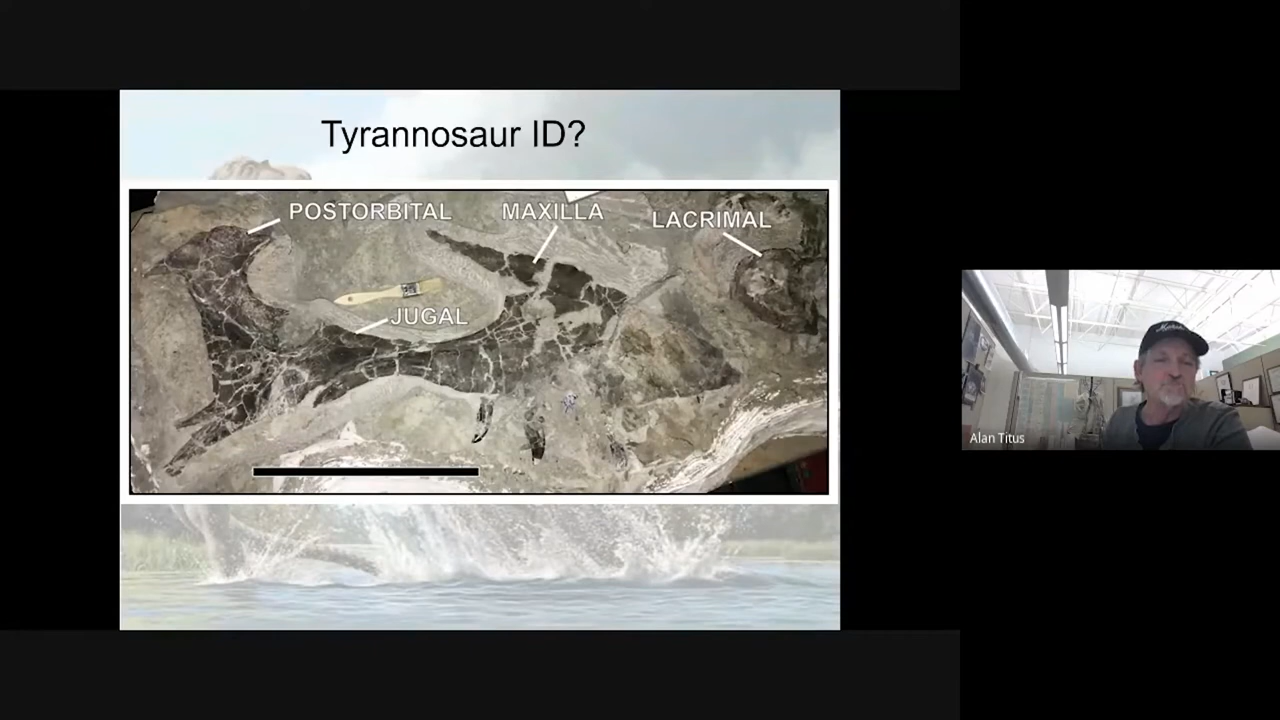 Tyrannosaur ID?
POSTORBITAL
MAXILLA
LACRIMAL
JUGAL
Alan Titus